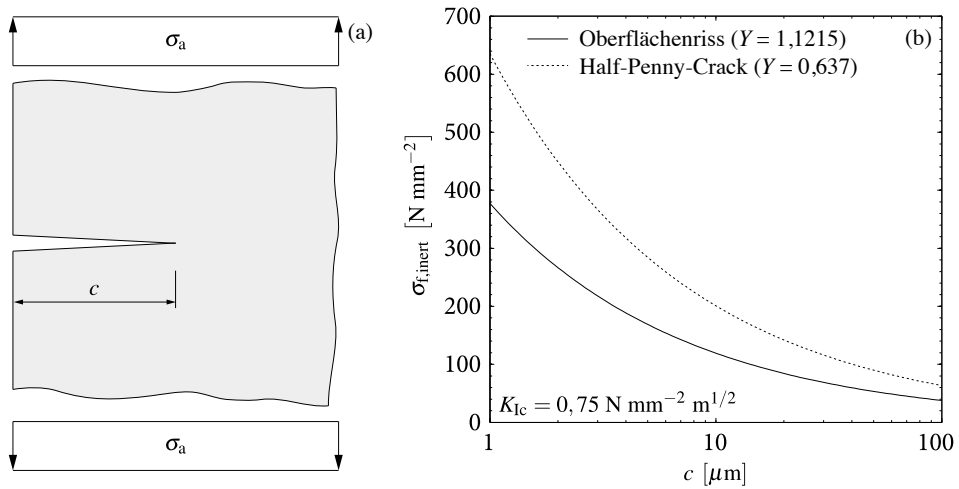 σa
(a)
c
σa
700
600
500
400
300
200
100
0
σf,inert [N mm−2]
Oberflächenriss (Y = 1,1215)
Half-Penny-Crack (Y = 0,637)
(b)
KIc = 0,75 N mm−2 m1/2
1
10
100
c [μm]